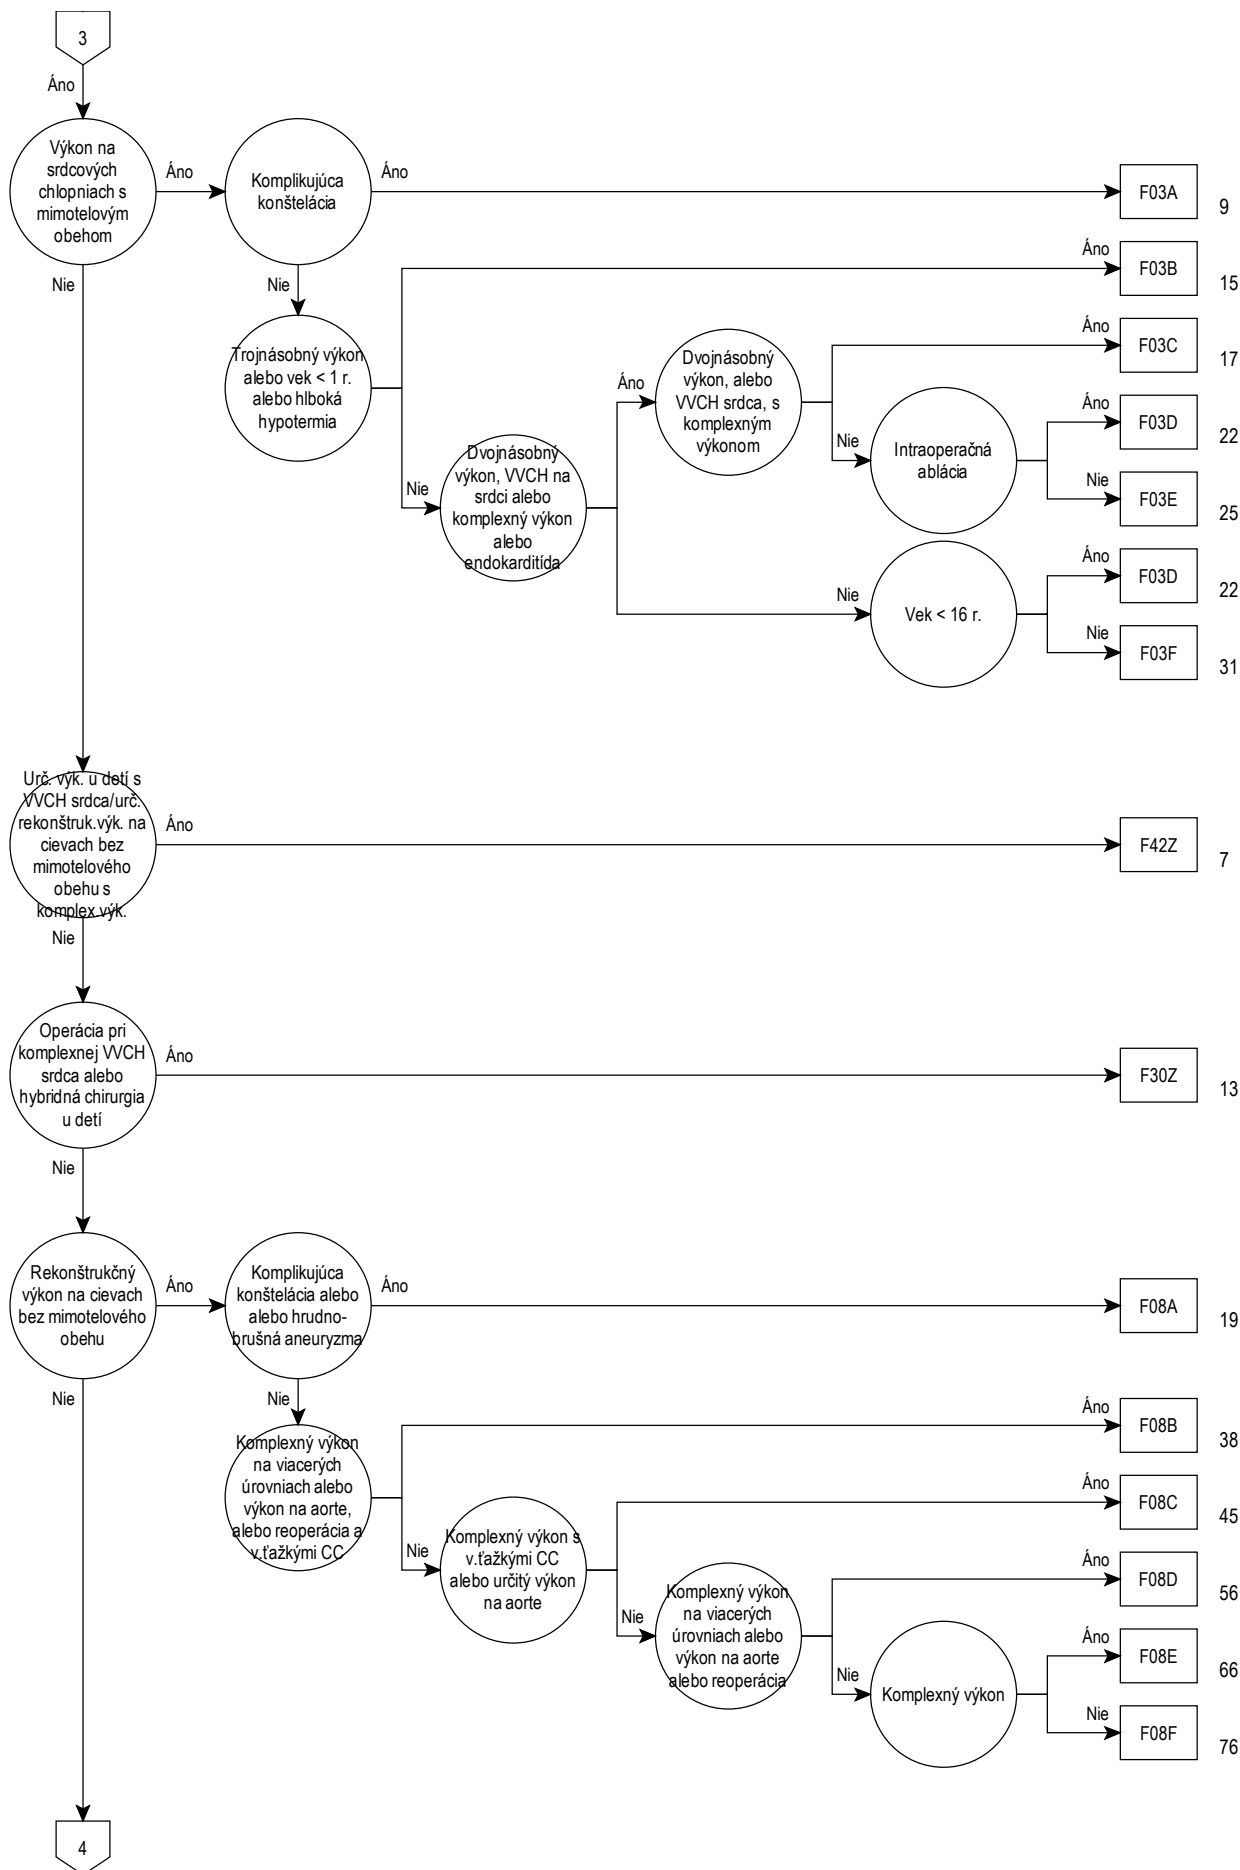 3
Áno
Výkon na
srdcových
chlopniach s
mimotelovým
obehom
Áno
Komplikujúca
konštelácia
Áno
F03A
9
Nie
Nie
Trojnásobný výkon
alebo vek < 1 r.
alebo hlboká
hypotermia
Áno
F03B
15
Nie
Dvojnásobný
výkon, VVCH na
srdci alebo
komplexný výkon
alebo
endokarditída
Áno
Dvojnásobný
výkon, alebo
VVCH srdca, s
komplexným
výkonom
Áno
F03C
17
Nie
Intraoperačná
ablácia
Áno
F03D
22
Nie
F03E
25
Nie
Vek < 16 r.
Áno
F03D
22
Nie
F03F
31
Urč. výk. u detí s
VVCH srdca/urč.
rekonštruk.výk. na
cievach bez
mimotelového
obehu s
komplex.výk.
Áno
F42Z
7
Nie
Operácia pri
komplexnej VVCH
srdca alebo
hybridná chirurgia
u detí
Áno
F30Z
13
Nie
Rekonštrukčný
výkon na cievach
bez mimotelového
obehu
Áno
Komplikujúca
konštelácia alebo
alebo hrudno-
brušná aneuryzma
Áno
F08A
19
Nie
Nie
Komplexný výkon
na viacerých
úrovniach alebo
výkon na aorte,
alebo reoperácia a
v.ťažkými CC
Áno
F08B
38
Nie
Komplexný výkon s
v.ťažkými CC
alebo určitý výkon
na aorte
Áno
F08C
45
Nie
Komplexný výkon
na viacerých
úrovniach alebo
výkon na aorte
alebo reoperácia
Áno
F08D
56
Nie
Komplexný výkon
Áno
F08E
66
Nie
F08F
76
4